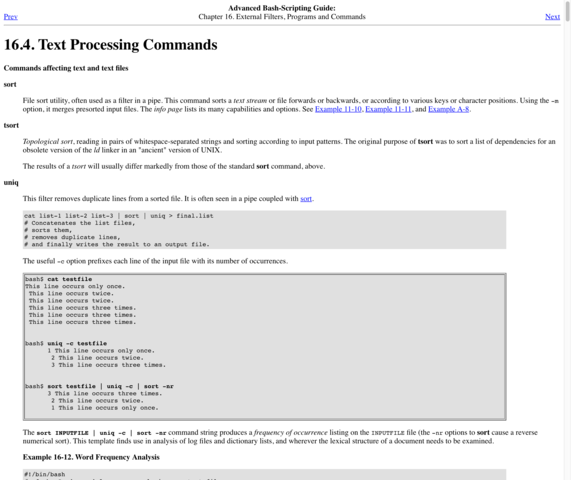 Advanced Bash-Scripting Guide:
Prev Chapter 16. External Filters, Programs and Commands Next
16.4. Text Processing Commands
Commands affecting text and text files
sort
File sort utility, often used as a filter in a pipe. This command sorts a text stream or file forwards or backwards, or according to various keys or character positions. Using the -m
option, it merges presorted input files. The info page lists its many capabilities and options. See Example 11-10, Example 11-11, and Example A-8.
tsort
Topological sort, reading in pairs of whitespace-separated strings and sorting according to input patterns. The original purpose of tsort was to sort a list of dependencies for an
obsolete version of the ld linker in an "ancient" version of UNIX.
The results of a tsort will usually differ markedly from those of the standard sort command, above.
uniq
This filter removes duplicate lines from a sorted file. It is often seen in a pipe coupled with sort.
cat list-1 list-2 list-3 | sort | uniq > final.list
# Concatenates the list files,
# sorts them,
# removes duplicate lines,
# and finally writes the result to an output file.
The useful -c option prefixes each line of the input file with its number of occurrences.
bash$ cat testfile
This line occurs only once.
This line occurs twice.
This line occurs twice.
This line occurs three times.
This line occurs three times.
This line occurs three times.
bash$ uniq -c testfile
1 This line occurs only once.
2 This line occurs twice.
3 This line occurs three times.
bash$ sort testfile | uniq -c | sort -nr
3 This line occurs three times.
2 This line occurs twice.
1 This line occurs only once.
The sort INPUTFILE | uniq -c | sort -nr command string produces a frequency of occurrence listing on the INPUTFILE file (the -nr options to sort cause a reverse
numerical sort). This template finds use in analysis of log files and dictionary lists, and wherever the lexical structure of a document needs to be examined.
Example 16-12. Word Frequency Analysis
#!/bin/bash